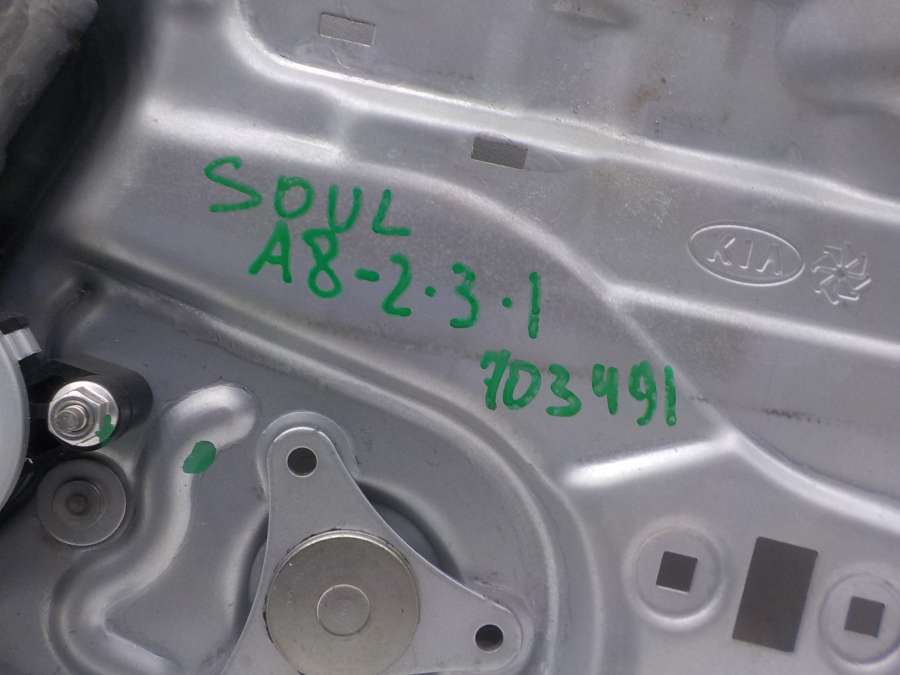 SOUL
A8-2.3.1
KIA
703491